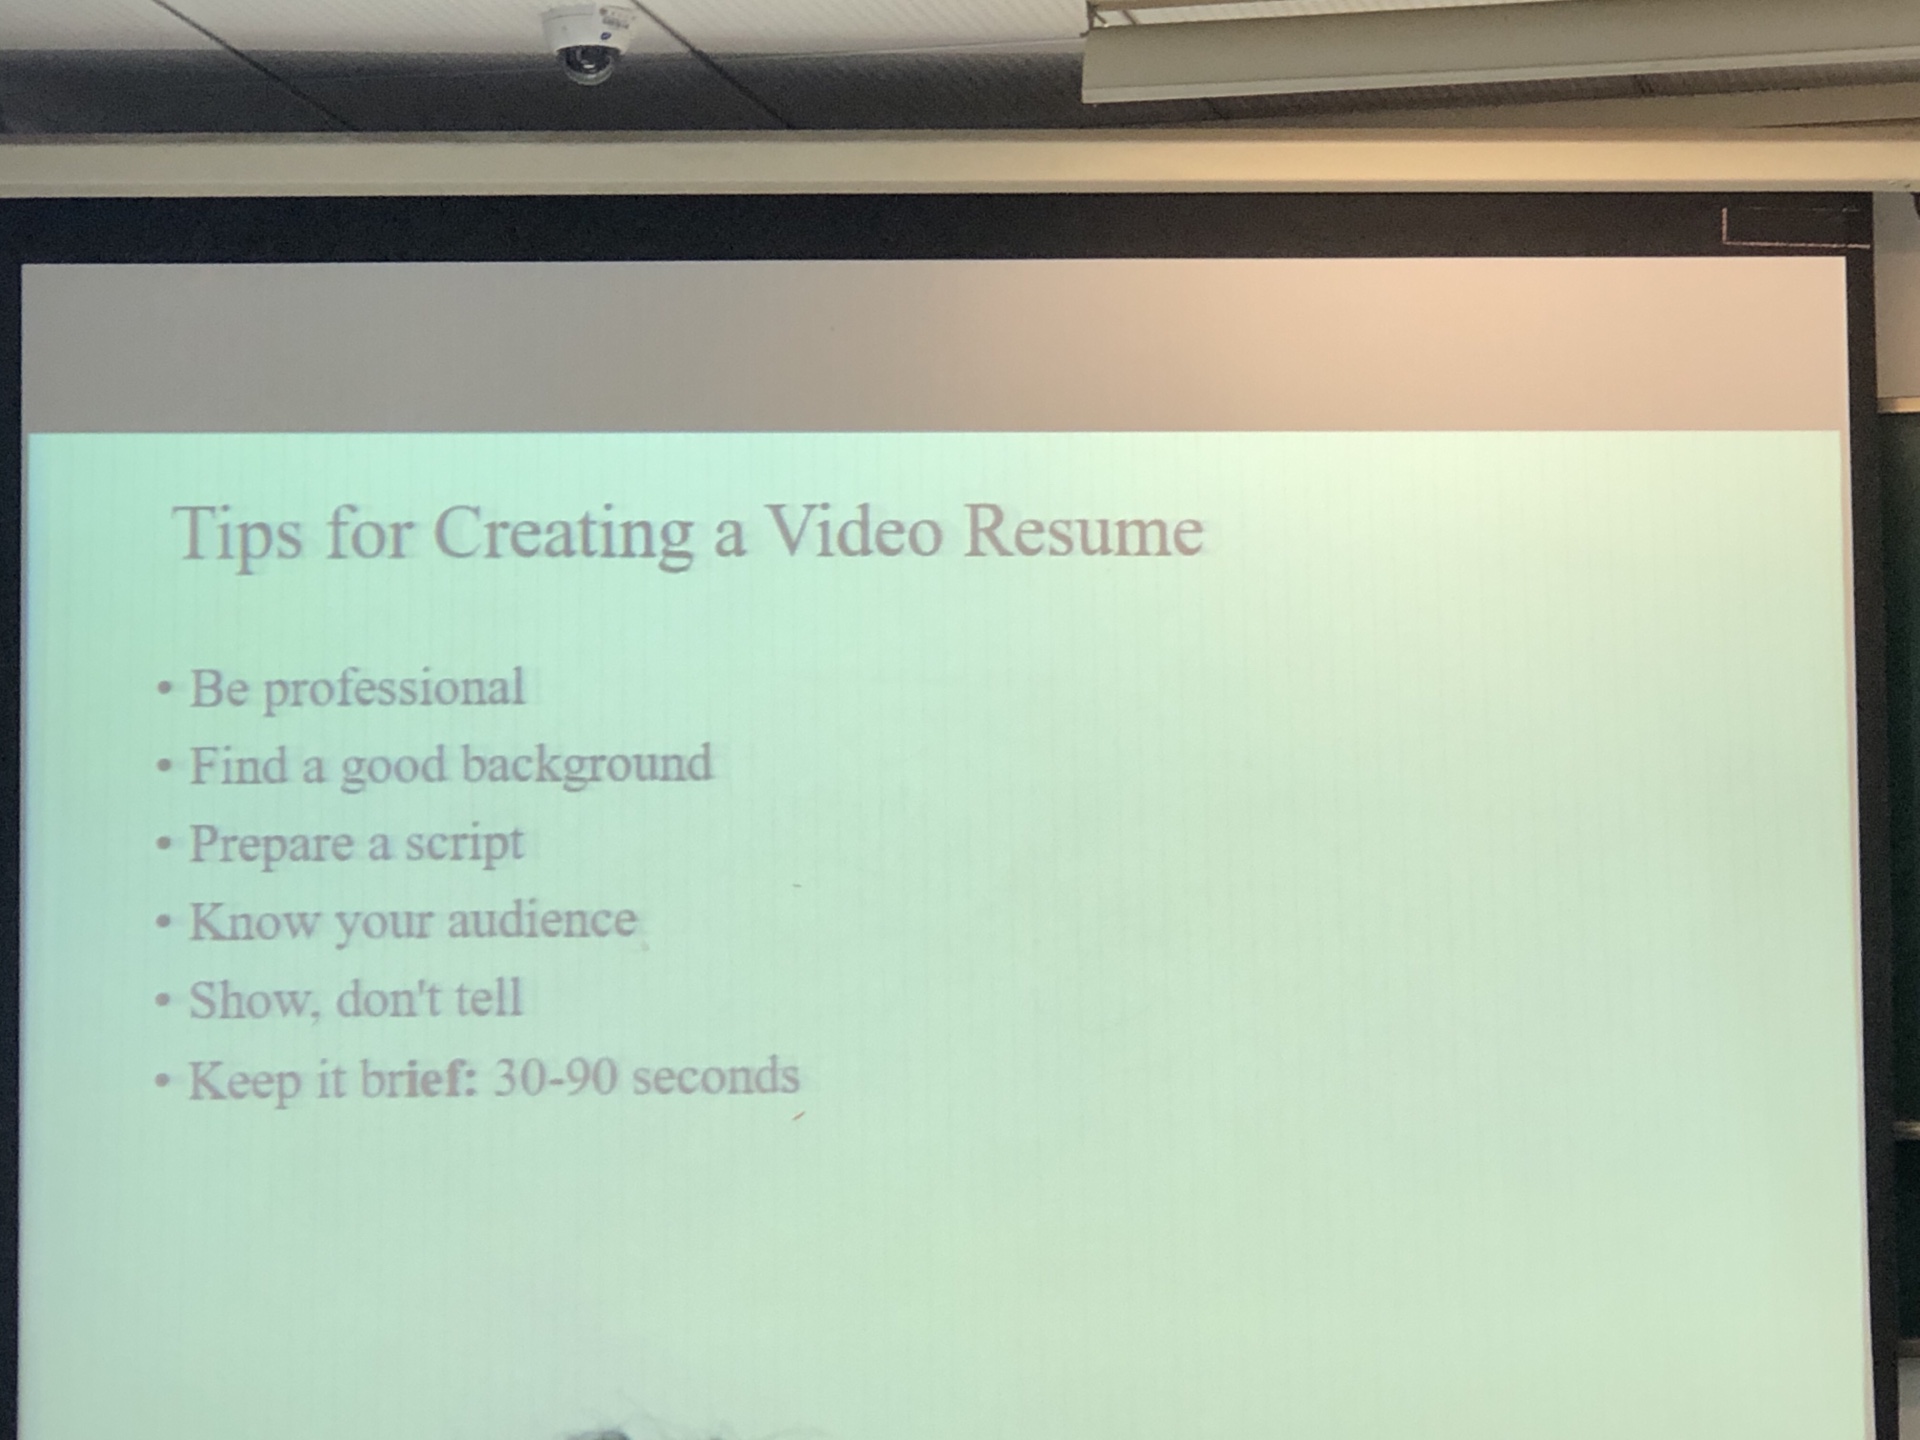 Tips for Creating a Video Resume
• Be professional
• Find a good background
• Prepare a script
• Know your audience
• Show, don't tell
• Keep it brief: 30-90 seconds